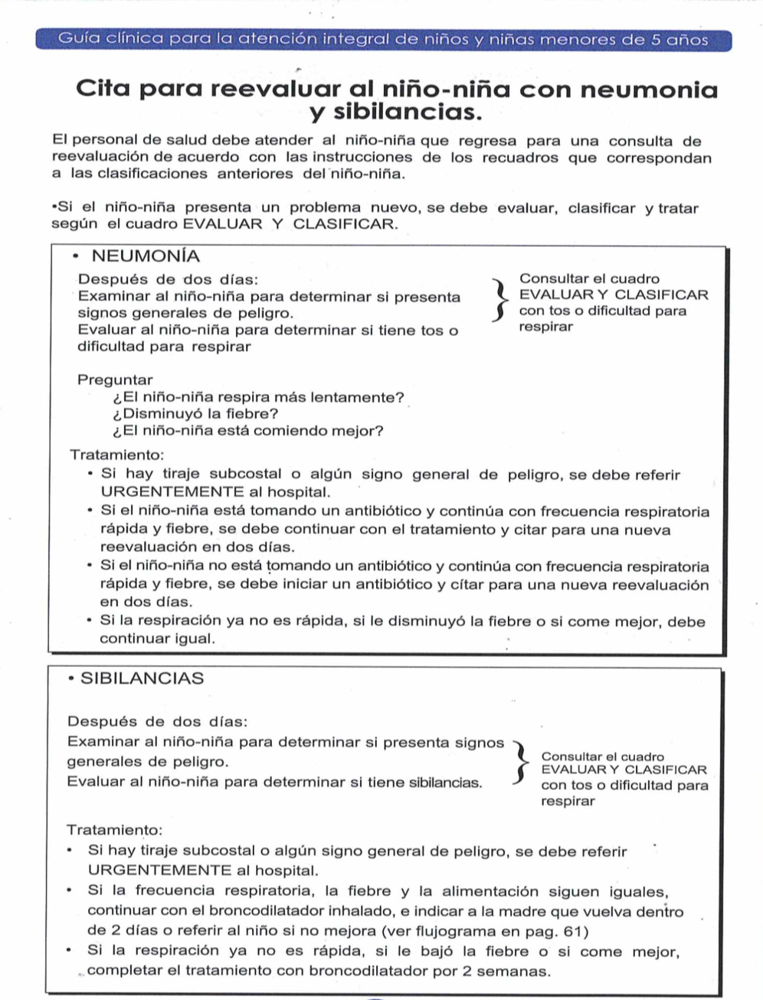 Guía clínica para la atención integral de niños y niñas menores de 5 años
Cita para reevaluar al niño-niña con neumonia
y sibilancias.
El personal de salud debe atender al niño-niña que regresa para una consulta de
reevaluación de acuerdo con las instrucciones de los recuadros que correspondan
a las clasificaciones anteriores del niño-niña.
•Si el niño-niña presenta un problema nuevo, se debe evaluar, clasificar y tratar
según el cuadro EVALUAR Y CLASIFICAR.
• NEUMONÍA
Después de dos días:
Examinar al niño-niña para determinar si presenta
signos generales de peligro.
Evaluar al niño-niña para determinar si tiene tos o
dificultad para respirar
Consultar el cuadro
EVALUAR Y CLASIFICAR
con tos o dificultad para
respirar
Preguntar
¿El niño-niña respira más lentamente?
¿Disminuyó la fiebre?
¿El niño-niña está comiendo mejor?
Tratamiento:
• Si hay tiraje subcostal o algún signo general de peligro, se debe referir
URGENTEMENTE al hospital.
• Si el niño-niña está tomando un antibiótico y continúa con frecuencia respiratoria
rápida y fiebre, se debe continuar con el tratamiento y citar para una nueva
reevaluación en dos días.
• Si el niño-niña no está tomando un antibiótico y continúa con frecuencia respiratoria
rápida y fiebre, se debe iniciar un antibiótico y cítar para una nueva reevaluación
en dos días.
• Si la respiración ya no es rápida, si le disminuyó la fiebre o si come mejor, debe
continuar igual.
• SIBILANCIAS
Después de dos días:
Examinar al niño-niña para determinar si presenta signos
generales de peligro.
Evaluar al niño-niña para determinar si tiene sibilancias.
Consultar el cuadro
EVALUAR Y CLASIFICAR
con tos o dificultad para
respirar
Tratamiento:
• Si hay tiraje subcostal o algún signo general de peligro, se debe referir
URGENTEMENTE al hospital.
• Si la frecuencia respiratoria, la fiebre y la alimentación siguen iguales,
continuar con el broncodilatador inhalado, e indicar a la madre que vuelva dentro
de 2 días o referir al niño si no mejora (ver flujograma en pag. 61)
• Si la respiración ya no es rápida, si le bajó la fiebre o si come mejor,
completar el tratamiento con broncodilatador por 2 semanas.